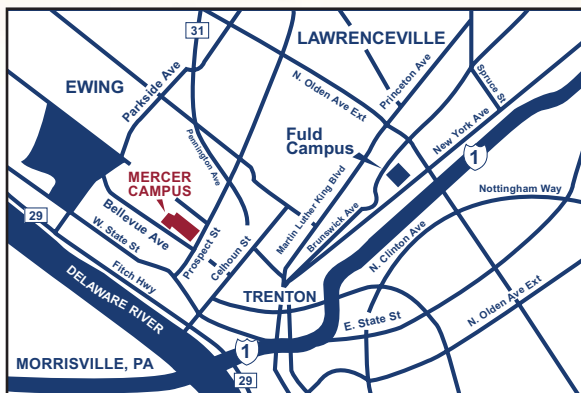 31
LAWRENCEVILLE
EWING
Parkside Ave
N. Olden Ave Ext
Princeton Ave
Spruce St
Pennington Ave
Fuld
Campus
New York Ave
1
MERCER
CAMPUS
Martin Luther King Blvd
Brunswick Ave
Nottingham Way
29
Bellevue Ave
W. State St
Prospect St
Calhoun St
N. Clinton Ave
Fitch Hwy
DELAWARE RIVER
TRENTON
E. State St
N. Olden Ave Ext
1
MORRISVILLE, PA
29